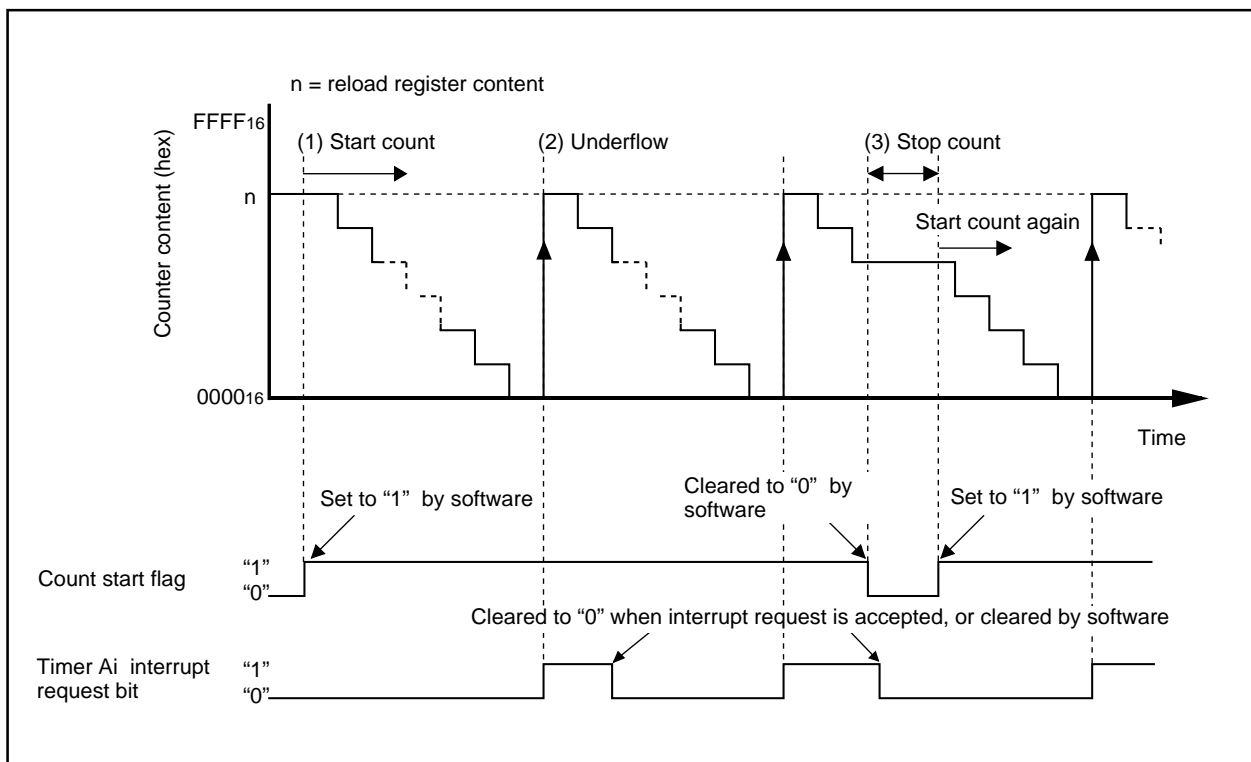 n = reload register content
FFFF16
(1) Start count
(2) Underflow
(3) Stop count
n
Start count again
Counter content (hex)
000016
Time
Set to “1” by software
Cleared to “0” by
software
Set to “1” by software
Count start flag
“1”
“0”
Cleared to “0” when interrupt request is accepted, or cleared by software
Timer Ai interrupt
request bit
“1”
“0”